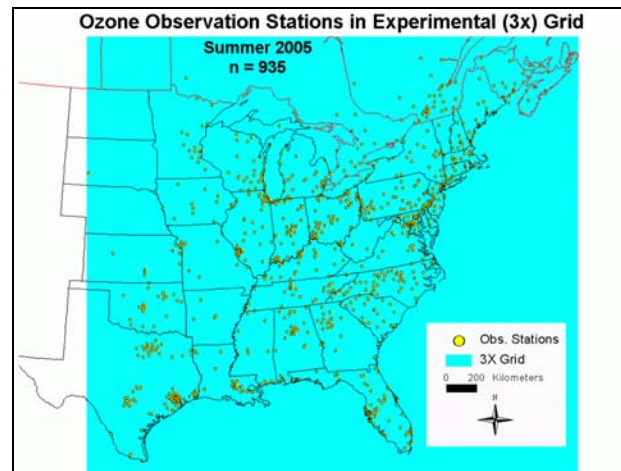 Ozone Observation Stations in Experimental (3x) Grid
Summer 2005
n = 935
Obs. Stations
3X Grid
0 200 Kilometers
N